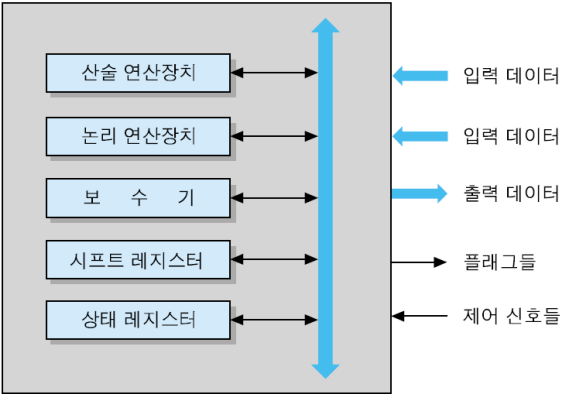 산술 연산장치
논리 연산장치
보 수 기
시프트 레지스터
상태 레지스터
입력 데이터
입력 데이터
출력 데이터
플래그들
제어 신호들